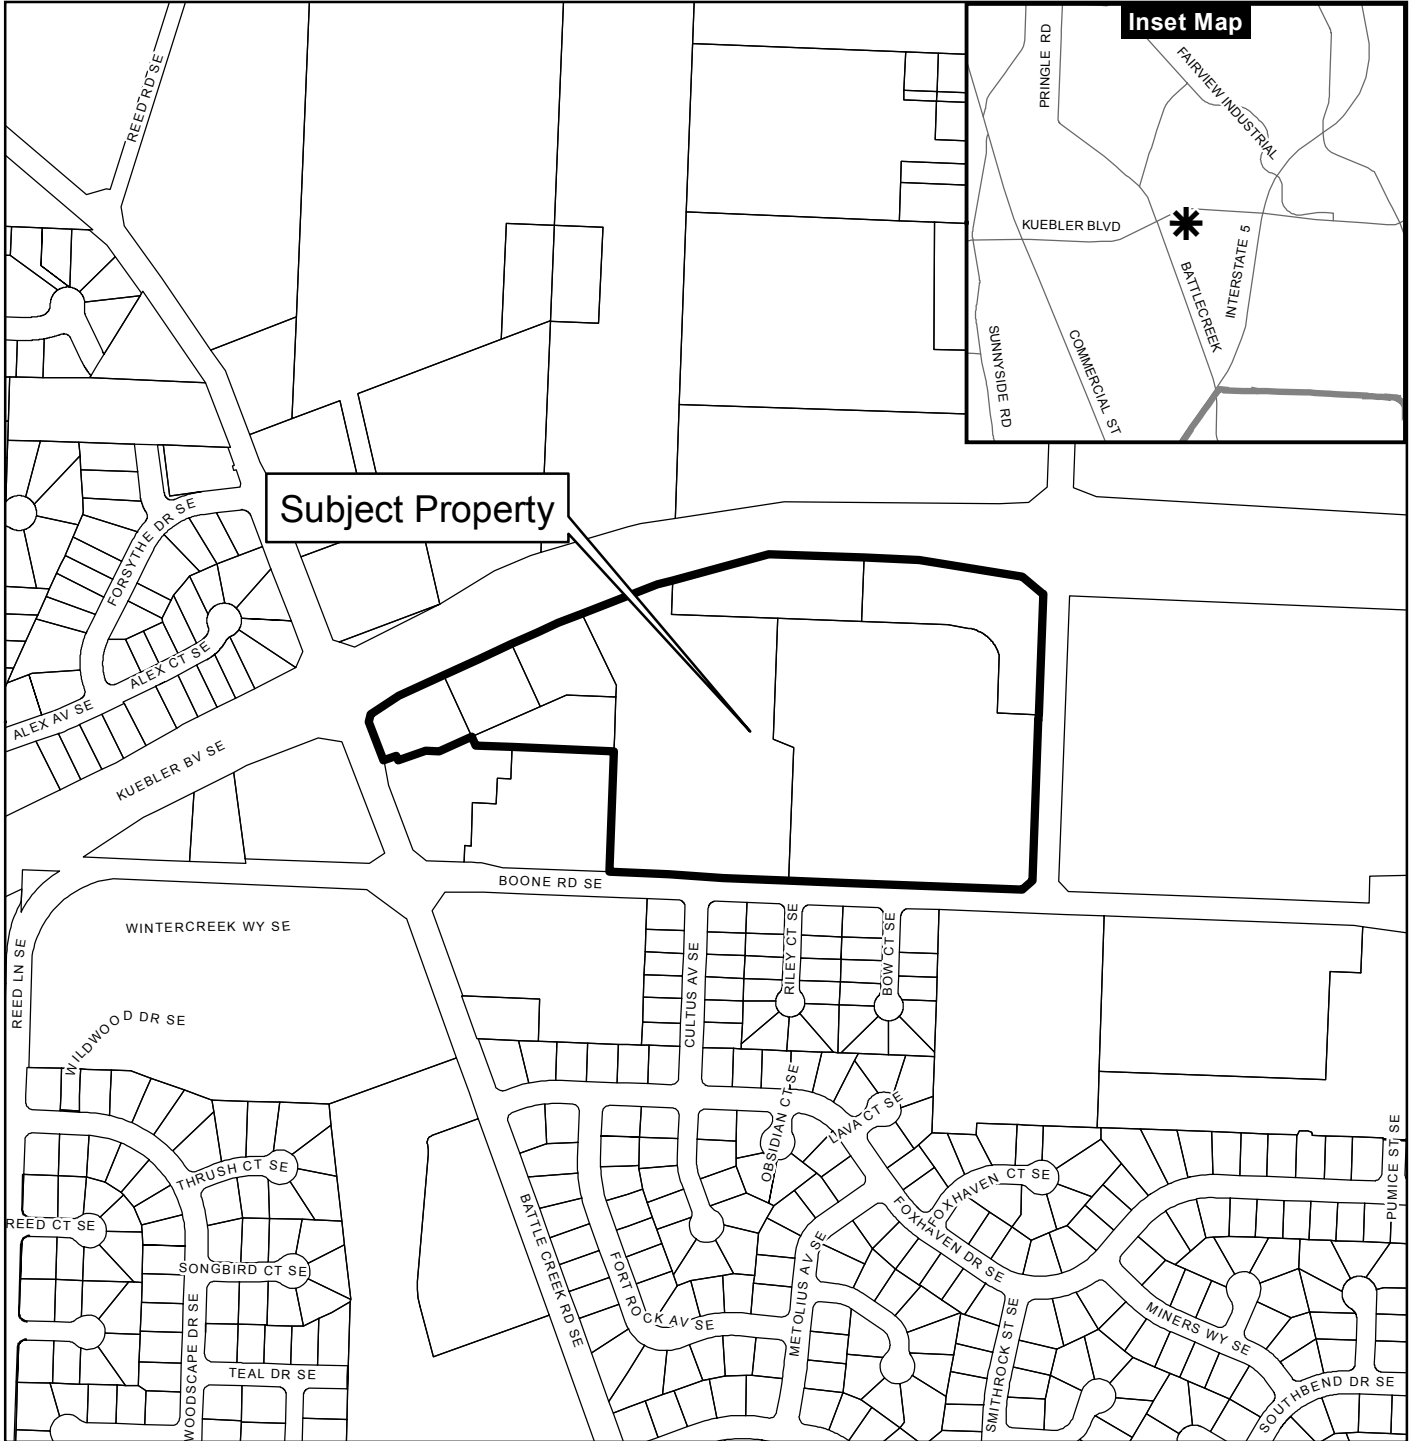 Inset Map
PRINGLE RD
FAIRVIEW INDUSTRIAL
KUEBLER BLVD
INTERSTATE 5
BATTLECREEK
SUNNYSIDE RD
COMMERCIAL ST
REED RD SE
Subject Property
FORSYTHE DR SE
ALEX CT SE
ALEX AV SE
KUEBLER BV SE
BOONE RD SE
WINTERCREEK WY SE
REED LN SE
WILDWOOD DR SE
CULTUS AV SE
RILEY CT SE
BOW CT SE
OBSIDIAN CT SE
LAVA CT SE
THRUSH CT SE
REED CT SE
SONGBIRD CT SE
BATTLE CREEK RD SE
FORT ROCK AV SE
METOLIUS AV SE
FOXHAVEN CT SE
FOXHAVEN DR SE
PUMICE ST SE
WOODSCAPE DR SE
TEAL DR SE
SMITHROCK ST SE
MINERS WY SE
SOUTHBEND DR SE